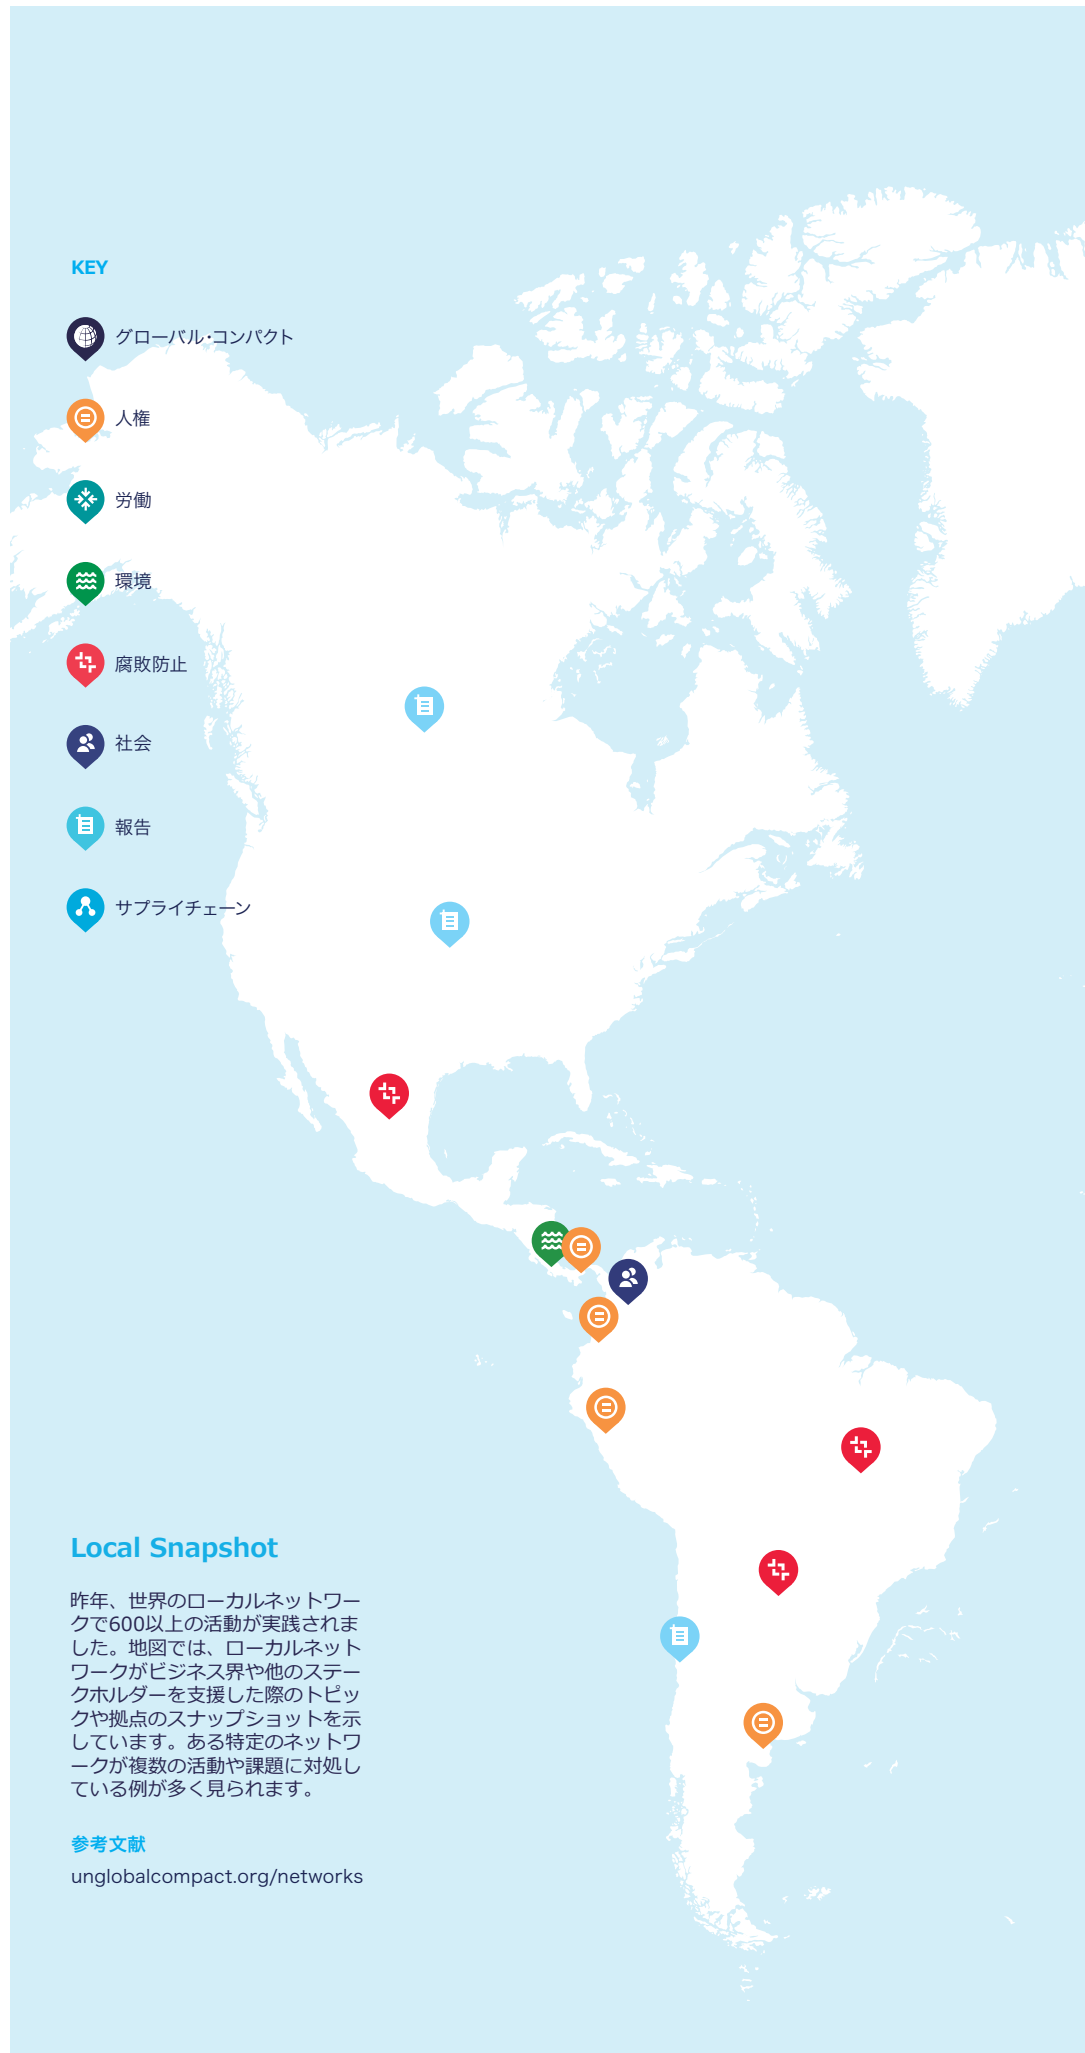 KEY
グローバル・コンパクト
人権
労働
環境
腐敗防止
社会
報告
サプライチェーン
Local Snapshot
昨年、世界のローカルネットワー
クで600以上の活動が実践されま
した。地図では、ローカルネット
ワークがビジネス界や他のステー
クホルダーを支援した際のトピッ
クや拠点のスナップショットを示
しています。ある特定のネットワ
ークが複数の活動や課題に対処し
ている例が多く見られます。
参考文献
unglobalcompact.org/networks